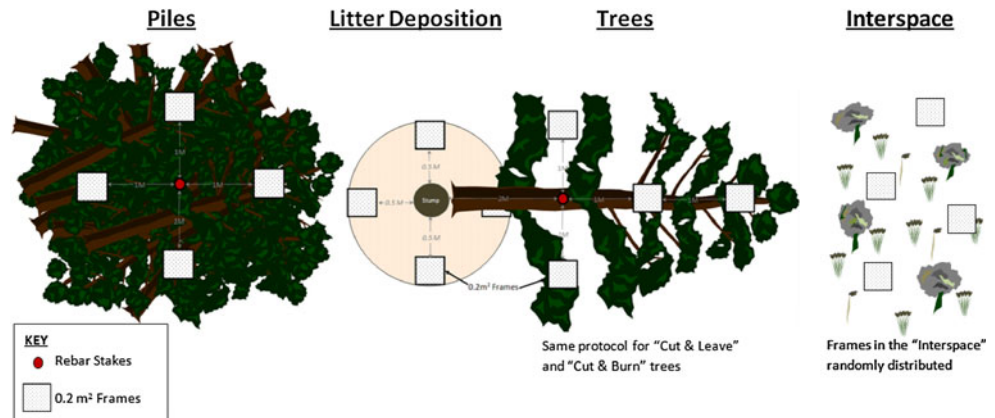 Piles
Litter Deposition
Trees
Interspace
1M
1M
1M
1M
0.5 M
0.5 M
0.5 M
Stump
2M
1M
1M
1M
1M
0.2m² Frames
KEY
Rebar Stakes
0.2 m² Frames
Same protocol for “Cut & Leave”
and “Cut & Burn” trees
Frames in the “Interspace”
randomly distributed